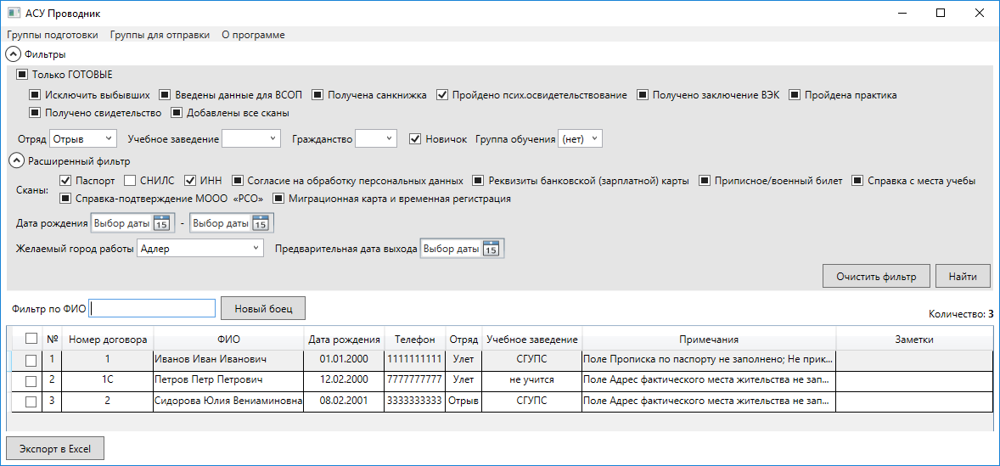 АСУ Проводник
Группы подготовки Группы для отправки О программе
Фильтры
Только ГОТОВЫЕ
Исключить выбывших Введены данные для ВСОП Получена санкнижка Пройдено псих.освидетельствование Получено заключение ВЭК Пройдена практика
Получено свидетельство Добавлены все сканы
Отряд Отрыв Учебное заведение Гражданство Новичок Группа обучения (нет)
Расширенный фильтр
Сканы: Паспорт СНИЛС ИНН Согласие на обработку персональных данных Реквизиты банковской (зарплатной) карты Приписное/военный билет Справка с места учебы
Справка-подтверждение МООО «РСО» Миграционная карта и временная регистрация
Дата рождения Выбор даты 15 - Выбор даты 15
Желаемый город работы Адлер Предварительная дата выхода Выбор даты 15
Очистить фильтр Найти
Фильтр по ФИО Новый боец
Количество: 3
№ Номер договора ФИО Дата рождения Телефон Отряд Учебное заведение Примечания Заметки
1 1 Иванов Иван Иванович 01.01.2000 1111111111 Улет СГУПС Поле Прописка по паспорту не заполнено; Не прик...
2 1С Петров Петр Петрович 12.02.2000 7777777777 Улет не учится Поле Адрес фактического места жительства не зап...
3 2 Сидорова Юлия Вениаминовна 08.02.2001 3333333333 Отрыв СГУПС Поле Адрес фактического места жительства не зап...
Экспорт в Excel